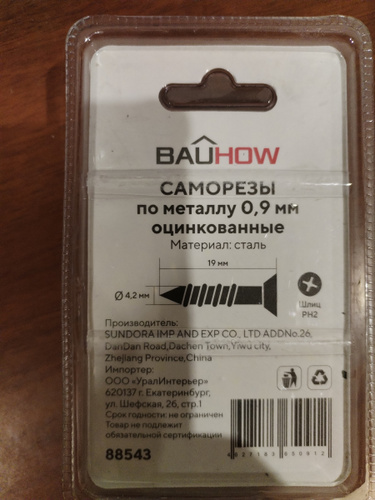 BAUHOW
САМОРЕЗЫ
по металлу 0,9 мм
оцинкованные
Материал: сталь
19 мм
Ø 4,2 мм
Шлиц
PH2
Производитель:
SUNDORA IMP AND EXP CO., LTD ADDNo.26,
DanDan Road,Dachen Town,Yiwu city,
Zhejiang Province,China
Импортер:
ООО «УралИнтерьер»
620137 г. Екатеринбург,
ул. Шефская, 2б, стр.1
Срок годности: не ограничен
Товар не подлежит
обязательной сертификации
88543